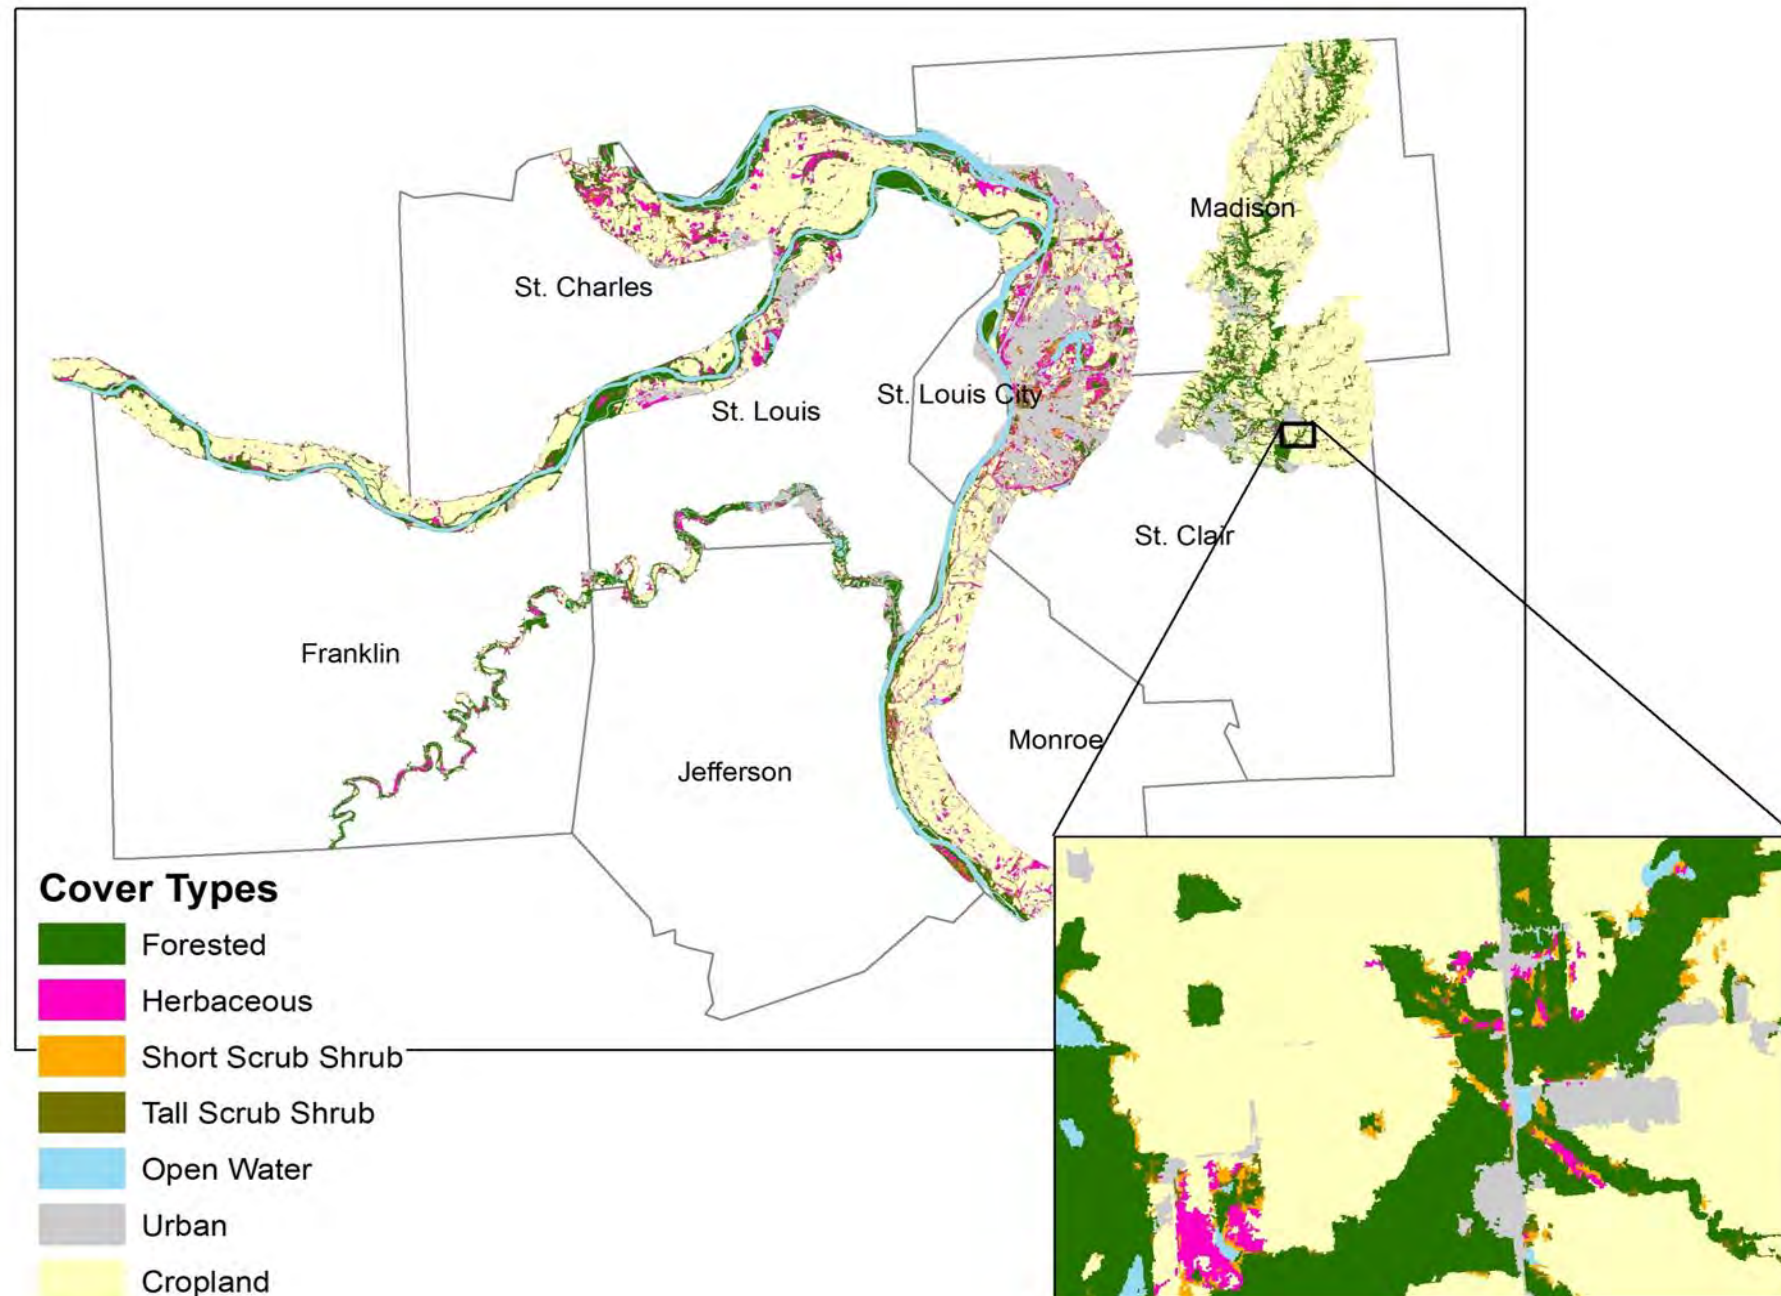 Madison
St. Charles
St. Louis City
St. Louis
St. Clair
Franklin
Monroe
Jefferson
Cover Types
Forested
Herbaceous
Short Scrub Shrub
Tall Scrub Shrub
Open Water
Urban
Cropland